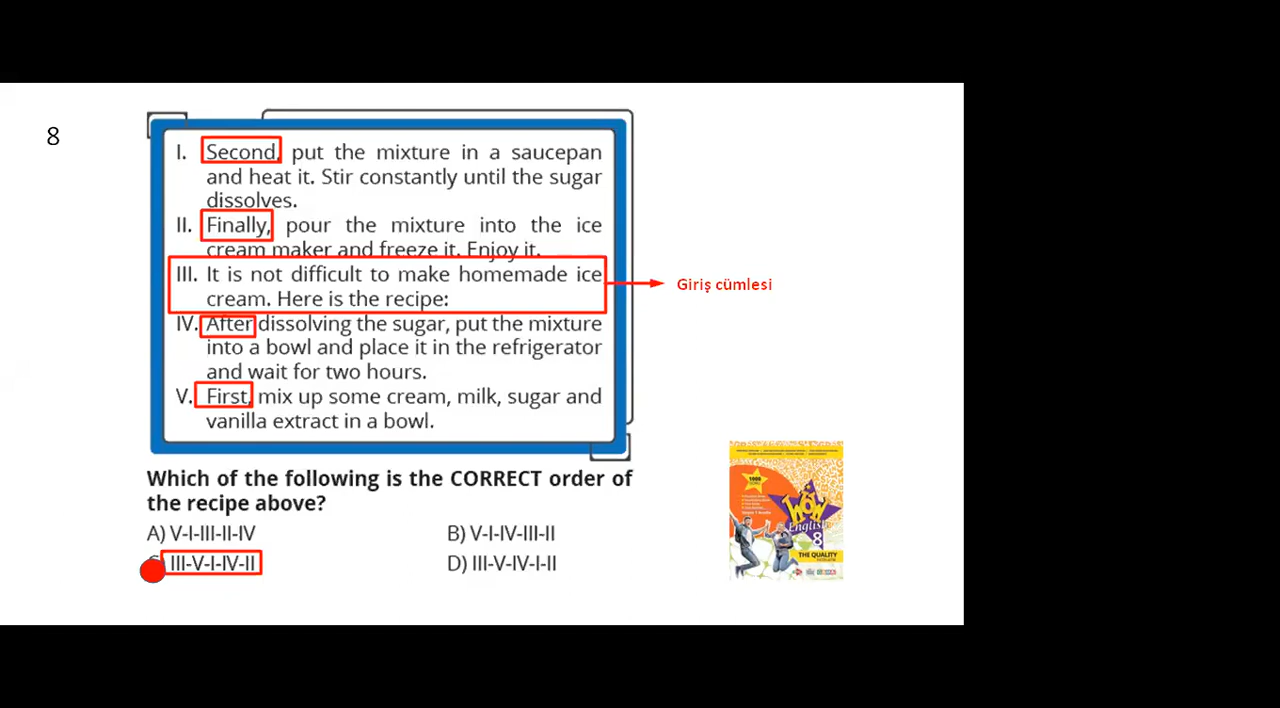 8
I. Second, put the mixture in a saucepan
and heat it. Stir constantly until the sugar
dissolves.
II. Finally, pour the mixture into the ice
cream maker and freeze it. Enjoy it.
III. It is not difficult to make homemade ice
cream. Here is the recipe:
Giriş cümlesi
IV. After dissolving the sugar, put the mixture
into a bowl and place it in the refrigerator
and wait for two hours.
V. First, mix up some cream, milk, sugar and
vanilla extract in a bowl.
Which of the following is the CORRECT order of
the recipe above?
A) V-I-III-II-IV
B) V-I-IV-III-II
III-V-I-IV-II
D) III-V-IV-I-II
WOW
English
8
THE QUALITY